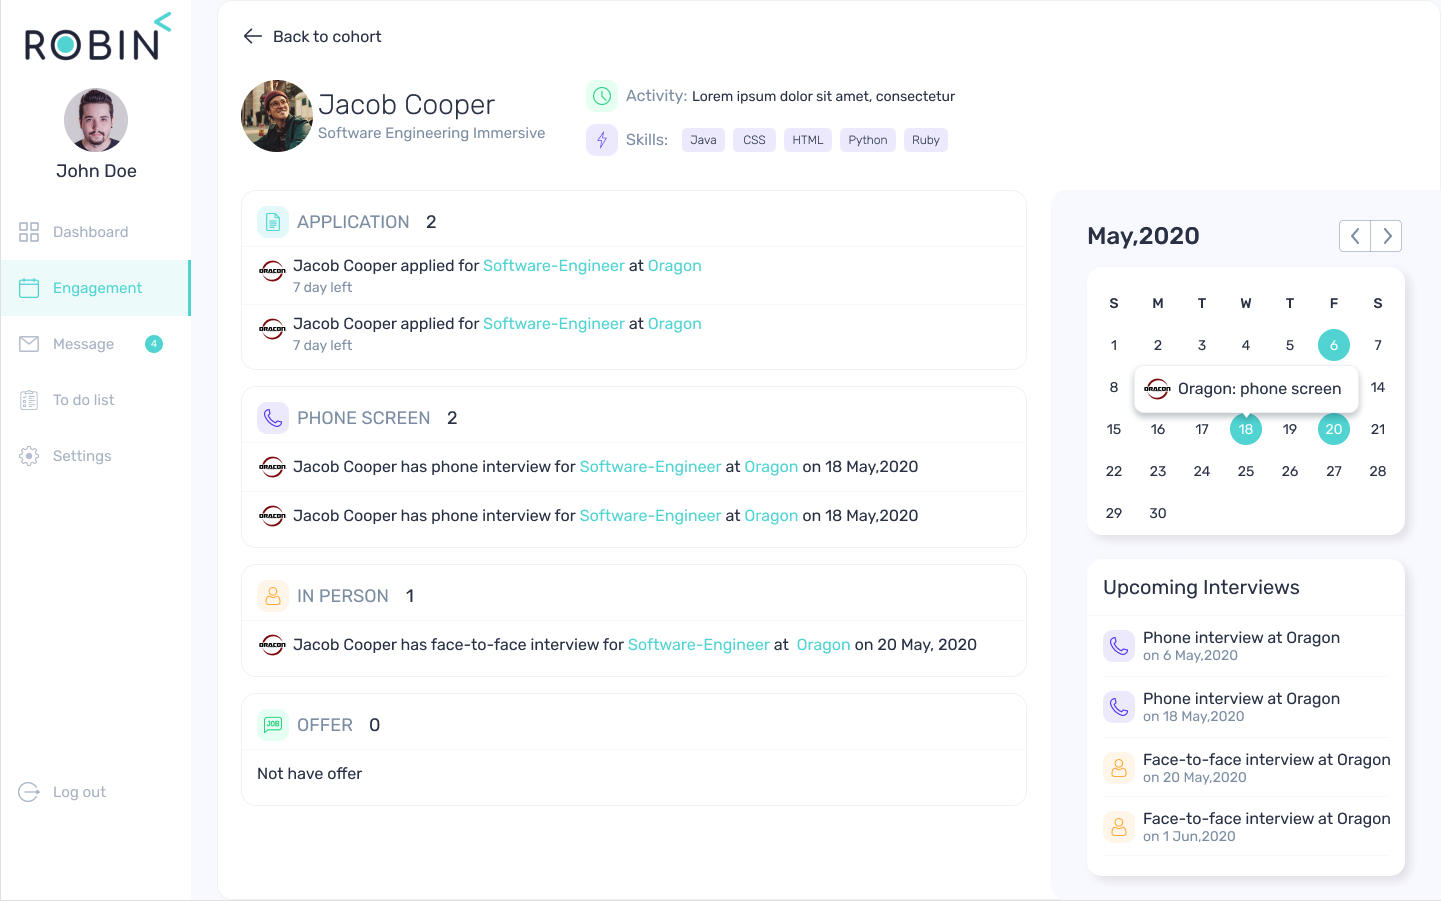 ROBIN
John Doe
Dashboard
Engagement
Message 4
To do list
Settings
Log out
Back to cohort
Jacob Cooper
Software Engineering Immersive
Activity: Lorem ipsum dolor sit amet, consectetur
Skills: Java CSS HTML Python Ruby
APPLICATION 2
ORACON Jacob Cooper applied for Software-Engineer at Oragon
7 day left
ORACON Jacob Cooper applied for Software-Engineer at Oragon
7 day left
PHONE SCREEN 2
ORACON Jacob Cooper has phone interview for Software-Engineer at Oragon on 18 May,2020
ORACON Jacob Cooper has phone interview for Software-Engineer at Oragon on 18 May,2020
IN PERSON 1
ORACON Jacob Cooper has face-to-face interview for Software-Engineer at Oragon on 20 May, 2020
JOB OFFER 0
Not have offer
May,2020
S M T W T F S
1 2 3 4 5 6 7
8 ORACON Oragon: phone screen 14
15 16 17 18 19 20 21
22 23 24 25 26 27 28
29 30
Upcoming Interviews
Phone interview at Oragon
on 6 May,2020
Phone interview at Oragon
on 18 May,2020
Face-to-face interview at Oragon
on 20 May,2020
Face-to-face interview at Oragon
on 1 Jun,2020